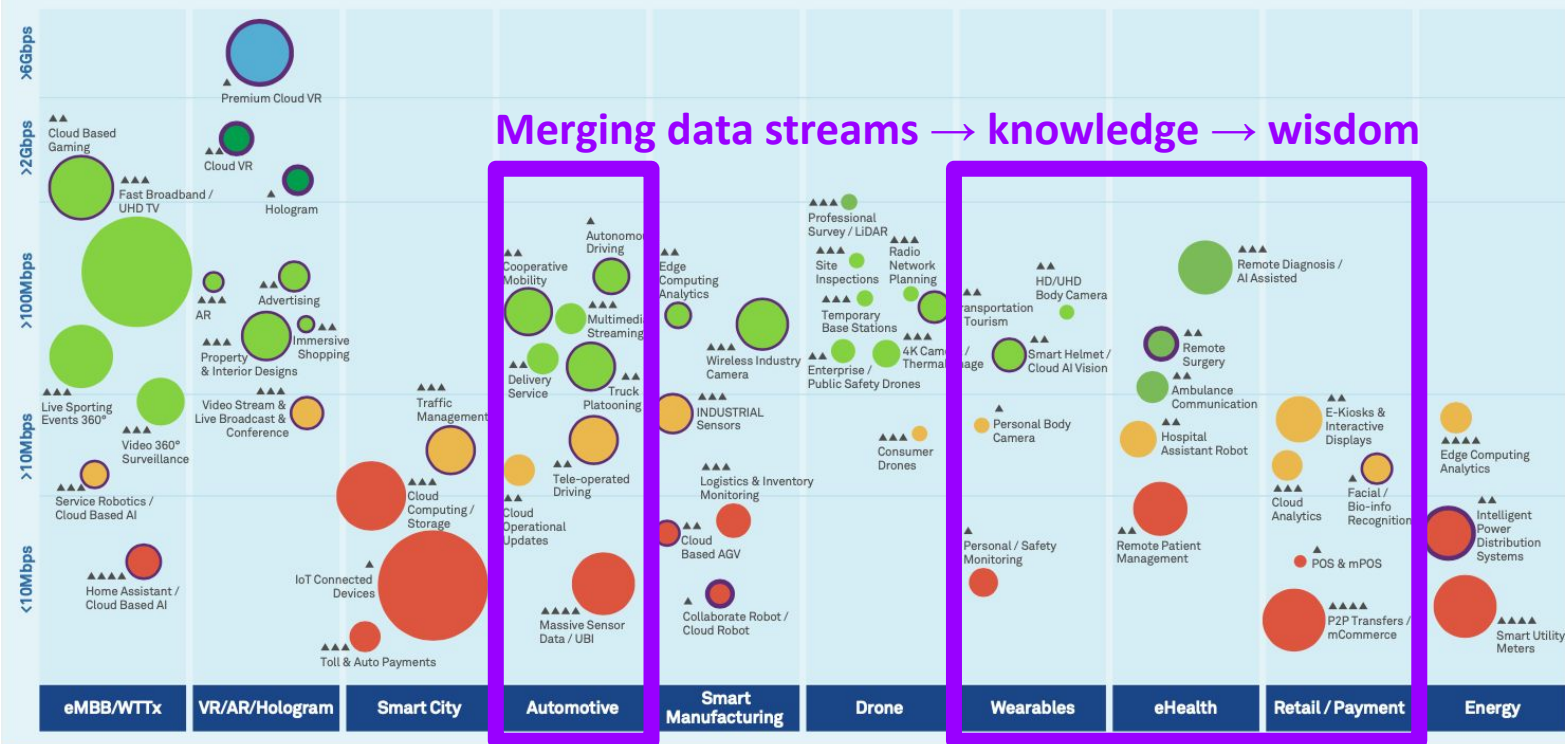 Merging data streams → knowledge → wisdom
>6Gbps
>2Gbps
>100Mbps
>10Mbps
<10Mbps
▲▲
Cloud Based
Gaming
▲▲▲
Fast Broadband /
UHD TV
▲▲▲
Live Sporting
Events 360°
▲▲▲
Video 360°
Surveillance
▲▲▲
Service Robotics /
Cloud Based AI
▲▲▲▲
Home Assistant /
Cloud Based AI
▲
Premium Cloud VR
▲▲
Cloud VR
▲
Hologram
▲▲▲
AR
▲▲
Advertising
▲▲
Immersive
Shopping
▲▲▲
Property
& Interior Designs
▲▲▲
Video Stream &
Live Broadcast &
Conference
▲▲▲
Traffic
Management
▲▲▲
Cloud
Computing /
Storage
▲
IoT Connected
Devices
▲▲▲
Toll & Auto Payments
▲
Autonomou
Driving
▲▲
Cooperative
Mobility
▲▲▲
Multimedi
Streaming
▲▲
Delivery
Service
▲▲
Truck
Platooning
▲▲
Tele-operated
Driving
▲▲
Cloud
Operational
Updates
▲▲▲▲
Massive Sensor
Data / UBI
▲▲
Edge
Computing
Analytics
▲▲▲
Wireless Industry
Camera
▲▲▲
INDUSTRIAL
Sensors
▲▲▲
Logistics & Inventory
Monitoring
▲▲
Cloud
Based AGV
▲
Collaborate Robot /
Cloud Robot
▲▲▲
Professional
Survey / LiDAR
▲▲▲
Site
Inspections
▲▲▲
Radio
Network
Planning
▲▲▲
Temporary
Base Stations
▲▲
Enterprise /
Public Safety Drones
▲▲▲
4K Cam /
Thermal age
▲▲▲
Consumer
Drones
▲▲
ransportation
Tourism
▲▲
HD/UHD
Body Camera
▲▲
Smart Helmet /
Cloud AI Vision
▲
Personal Body
Camera
▲
Personal / Safety
Monitoring
▲▲▲
Remote Diagnosis /
AI Assisted
▲▲
Remote
Surgery
▲▲
Ambulance
Communication
▲▲
Hospital
Assistant Robot
▲▲
Remote Patient
Management
▲▲
E-Kiosks &
Interactive
Displays
▲▲▲
Cloud
Analytics
▲
Facial /
Bio-info
Recognition
▲
POS & mPOS
▲▲▲▲
P2P Transfers /
mCommerce
▲▲▲▲
Edge Computing
Analytics
▲▲
Intelligent
Power
Distribution
Systems
▲▲▲▲
Smart Utility
Meters
eMBB/WTTx
VR/AR/Hologram
Smart City
Automotive
Smart
Manufacturing
Drone
Wearables
eHealth
Retail / Payment
Energy